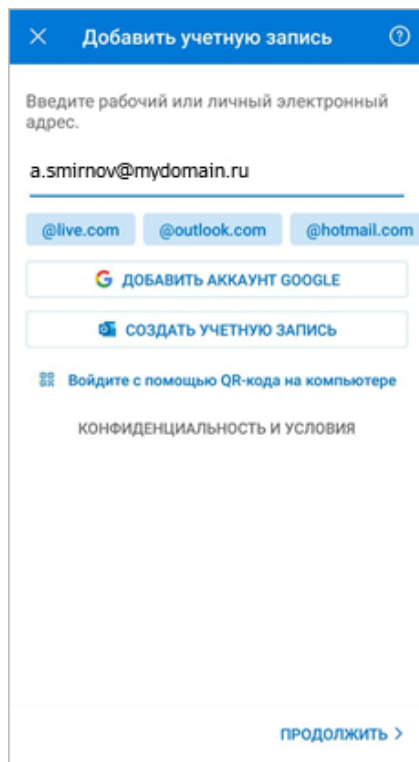 Добавить учетную запись
Введите рабочий или личный электронный
адрес.
a.smirnov@mydomain.ru
@live.com @outlook.com @hotmail.com
ДОБАВИТЬ АККАУНТ GOOGLE
СОЗДАТЬ УЧЕТНУЮ ЗАПИСЬ
Войдите с помощью QR-кода на компьютере
КОНФИДЕНЦИАЛЬНОСТЬ И УСЛОВИЯ
ПРОДОЛЖИТЬ >